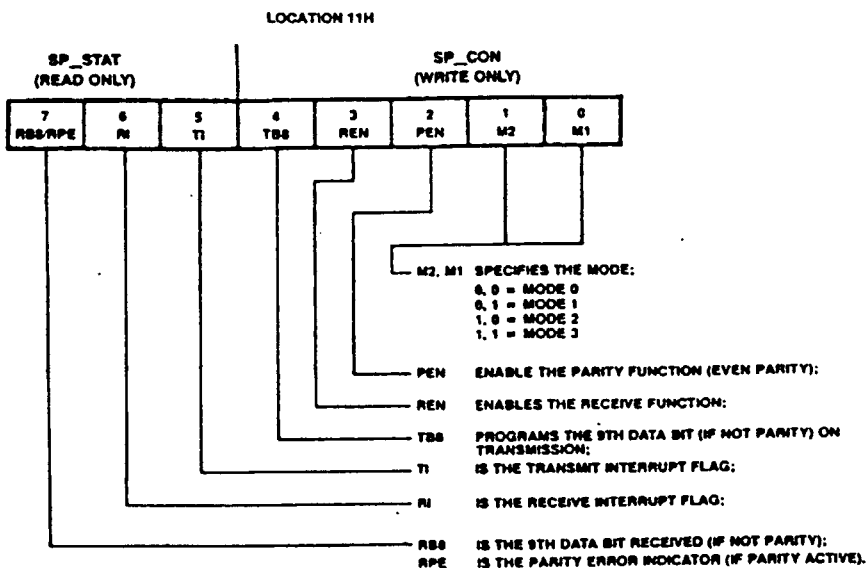 LOCATION 11H
SP_STAT
(READ ONLY)
SP_CON
(WRITE ONLY)
7 6 5 4 3 2 1 0
RB8/RPE RI TI TB8 REN PEN M2 M1
M2, M1 SPECIFIES THE MODE;
0, 0 = MODE 0
0, 1 = MODE 1
1, 0 = MODE 2
1, 1 = MODE 3
PEN ENABLE THE PARITY FUNCTION (EVEN PARITY);
REN ENABLES THE RECEIVE FUNCTION;
TB8 PROGRAMS THE 9TH DATA BIT (IF NOT PARITY) ON
TRANSMISSION;
TI IS THE TRANSMIT INTERRUPT FLAG;
RI IS THE RECEIVE INTERRUPT FLAG;
RB8 IS THE 9TH DATA BIT RECEIVED (IF NOT PARITY);
RPE IS THE PARITY ERROR INDICATOR (IF PARITY ACTIVE).